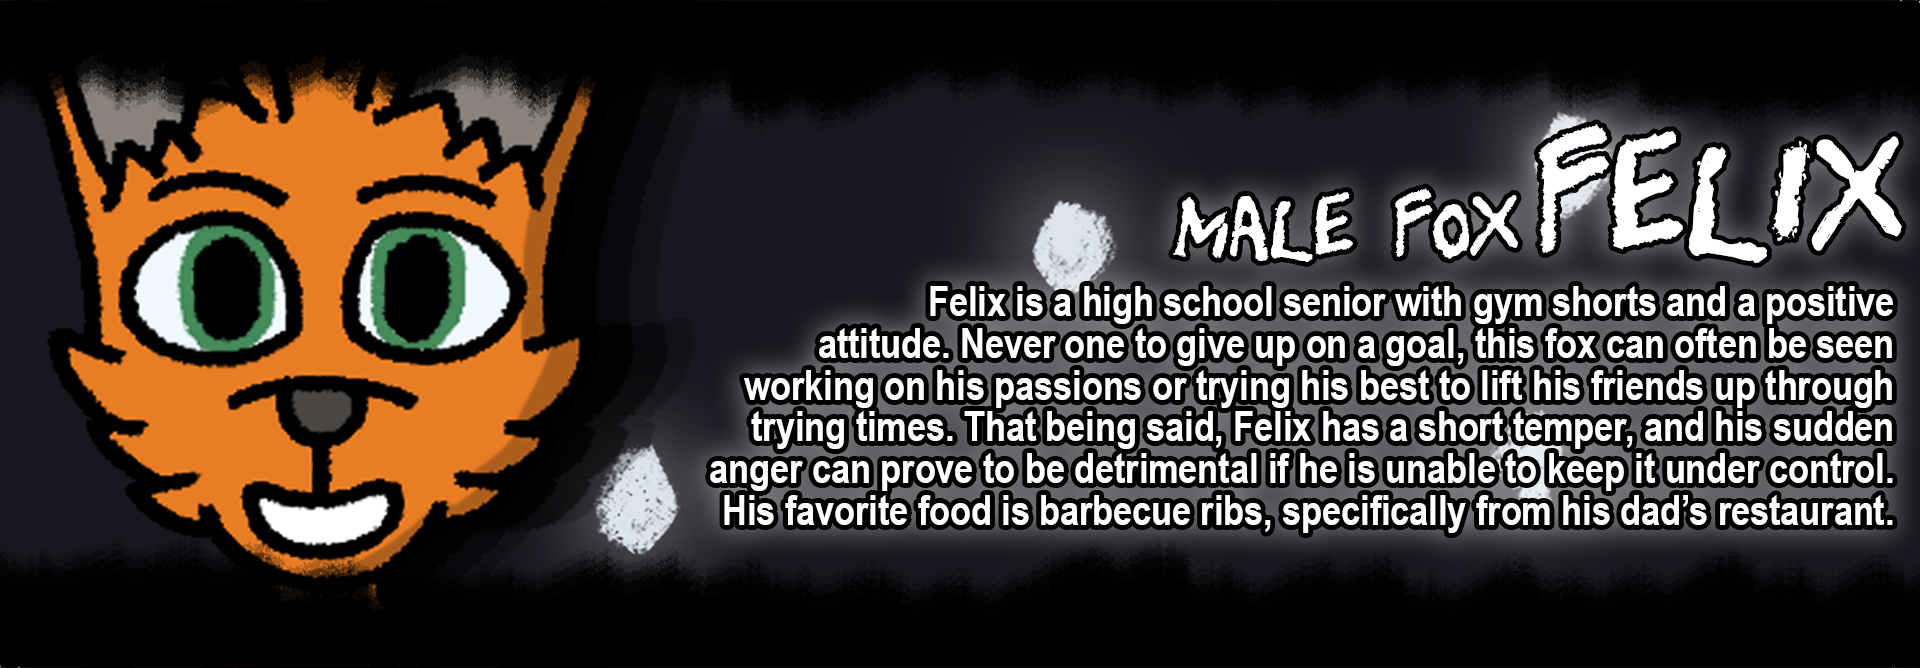 MALE FOX FELIX
Felix is a high school senior with gym shorts and a positive
attitude. Never one to give up on a goal, this fox can often be seen
working on his passions or trying his best to lift his friends up through
trying times. That being said, Felix has a short temper, and his sudden
anger can prove to be detrimental if he is unable to keep it under control.
His favorite food is barbecue ribs, specifically from his dad’s restaurant.